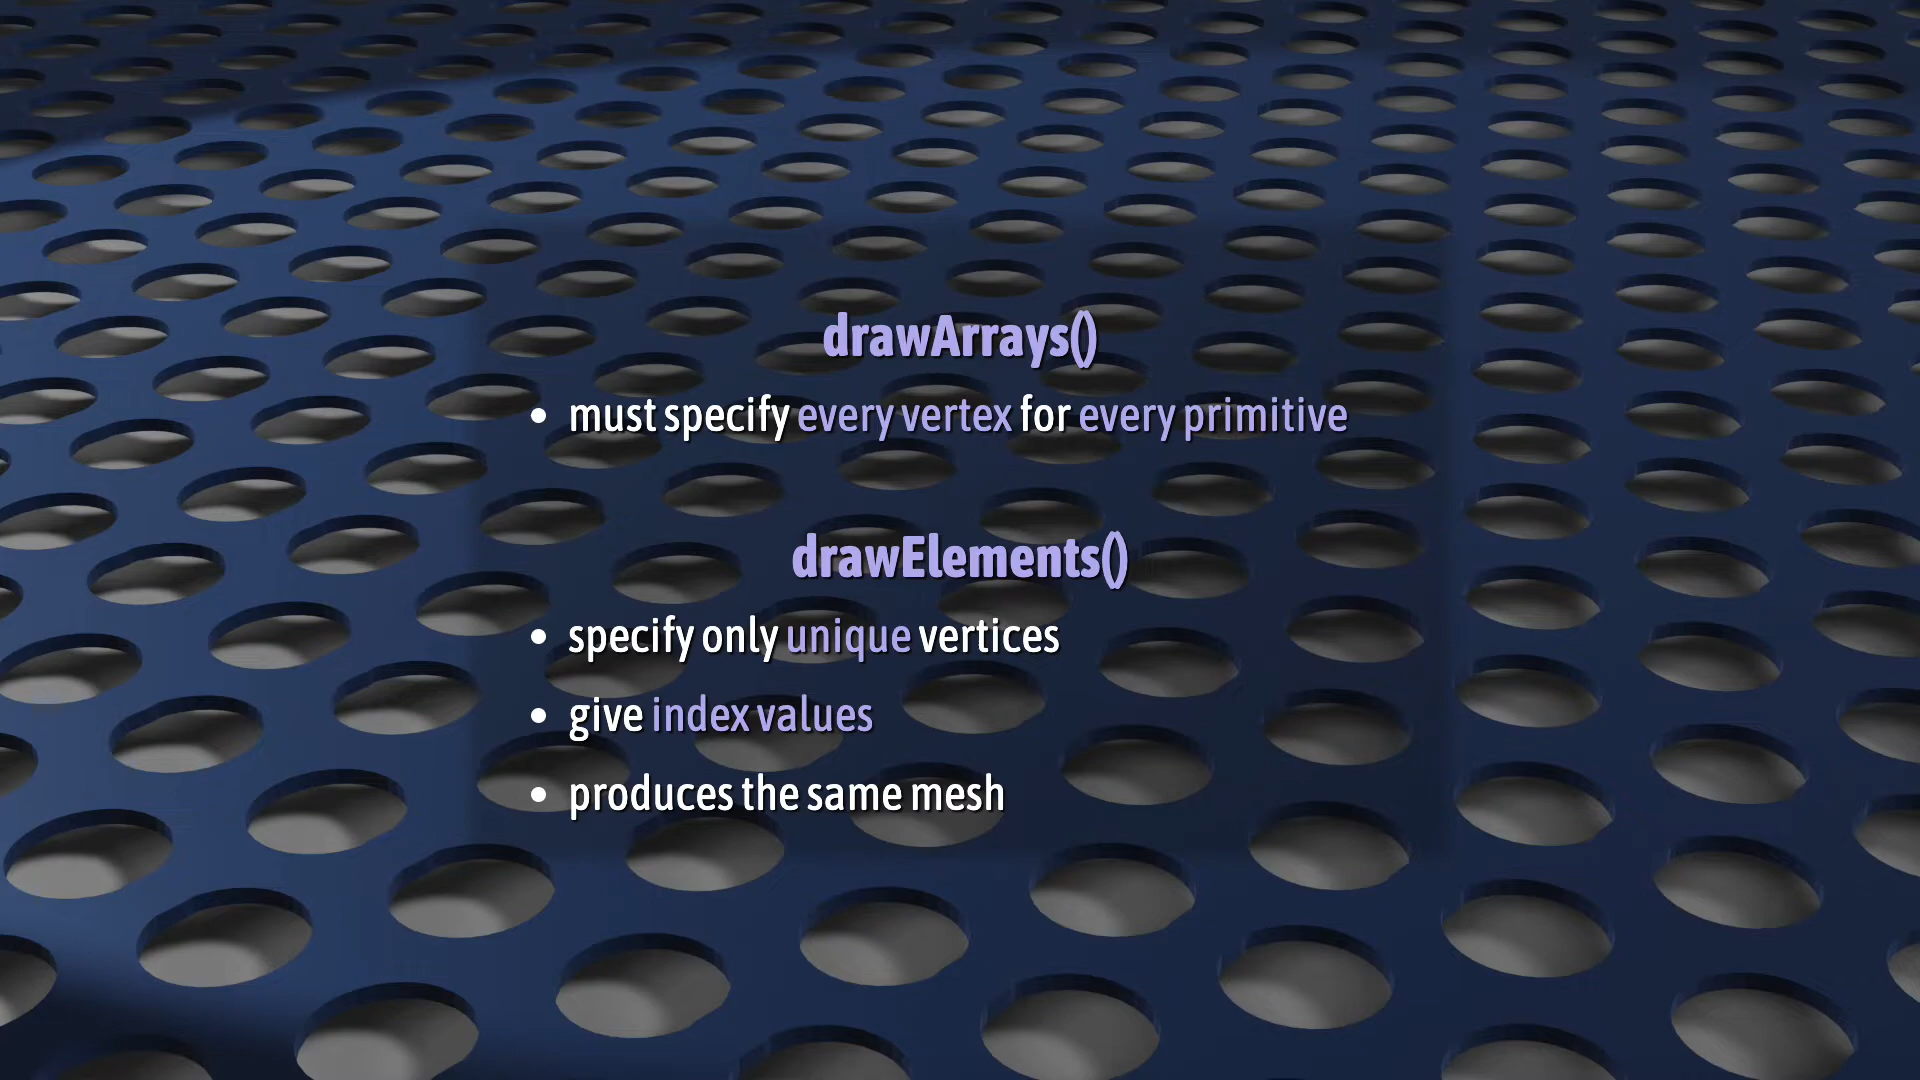 drawArrays()
• must specify every vertex for every primitive
drawElements()
• specify only unique vertices
• give index values
• produces the same mesh